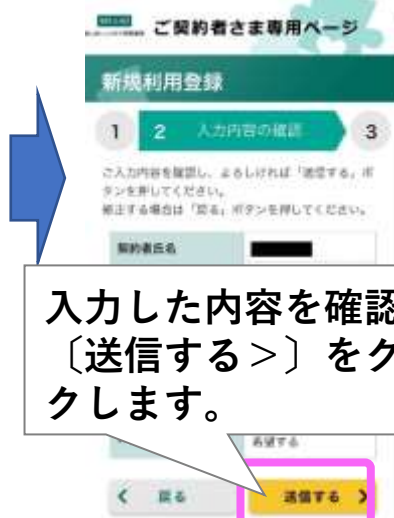 ご契約者さま専用ページ
新規利用登録
1 2 入力内容の確認 3
ご入力内容を確認し、よろしければ「送信する」ボ
タンを押してください。
修正する場合は「戻る」ボタンを押してください。
契約者氏名
入力した内容を確認
〔送信する＞〕をク
クします。
希望する
< 戻る 送信する >